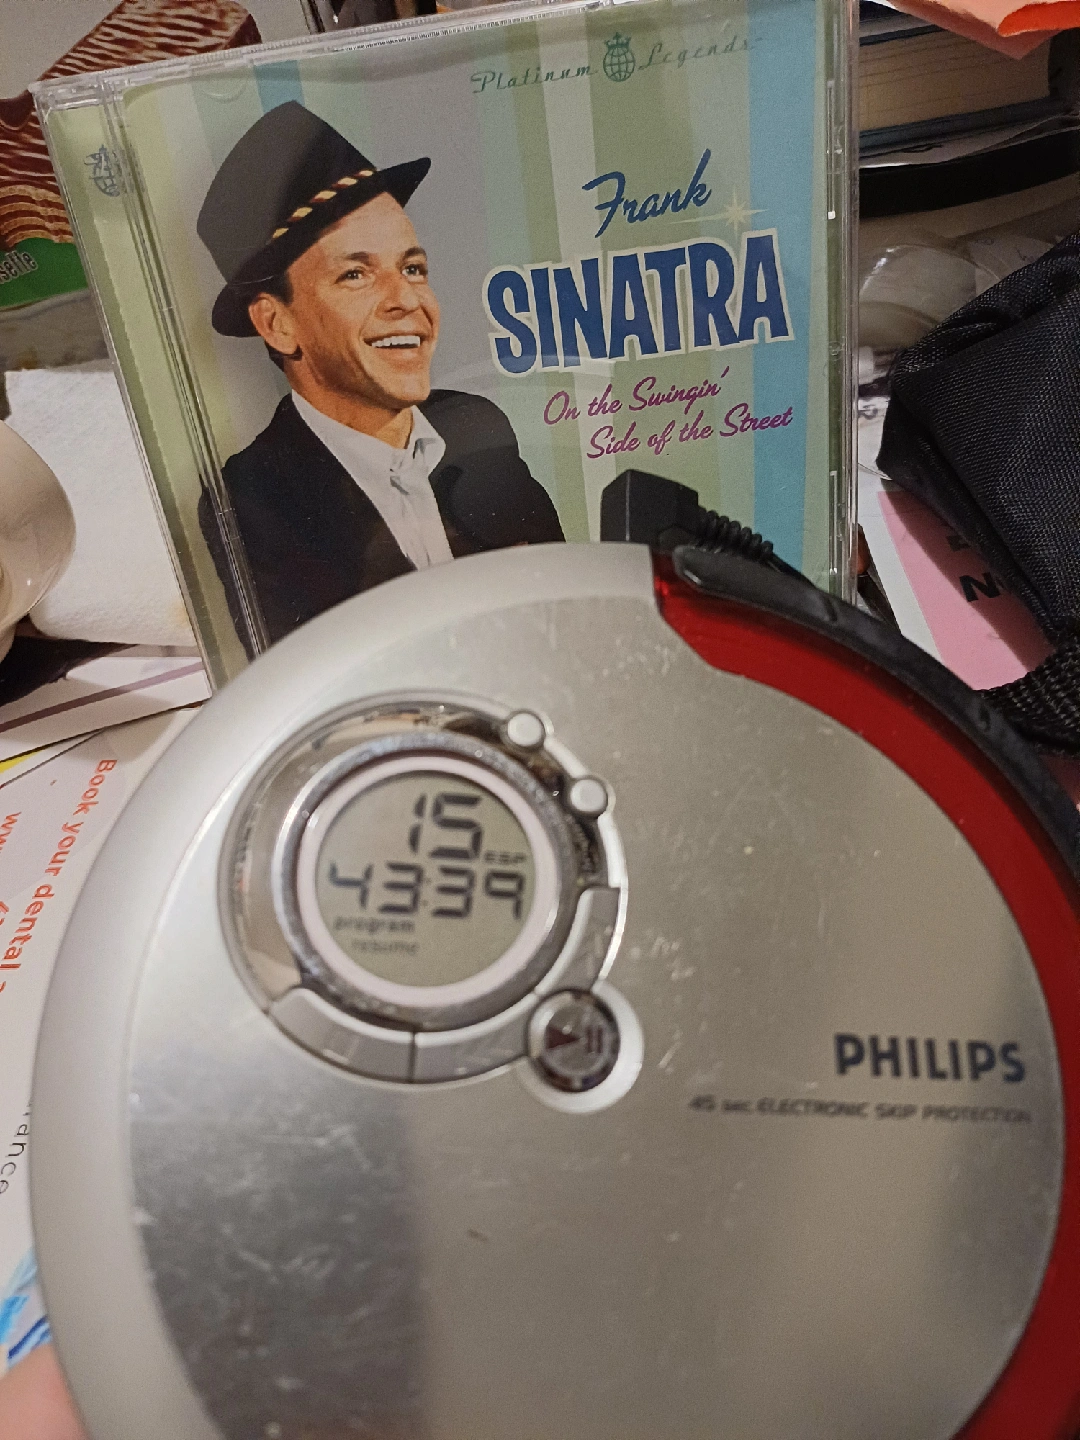 Platinum Legends
Frank
SINATRA
On the Swingin'
Side of the Street
15
ESP
43:39
program
resume
PHILIPS
45 sec ELECTRONIC SKIP PROTECTION
Book your dental